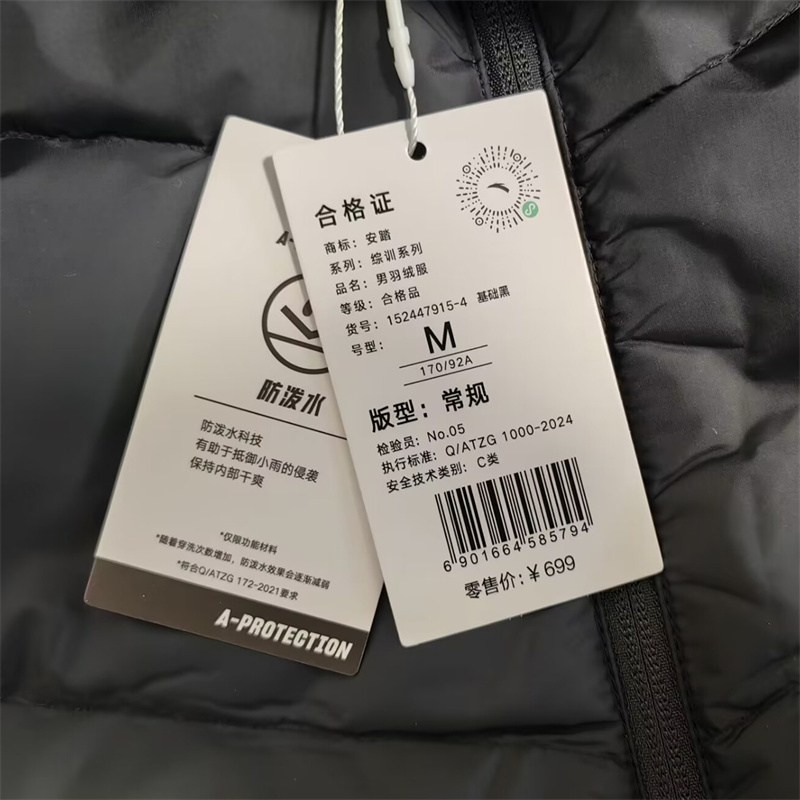 合格证
商标：安踏
系列：综训系列
品名：男羽绒服
等级：合格品
货号：152447915-4 基础黑
号型：M
170/92A
版型：常规
检验员：No.05
执行标准：Q/ATZG 1000-2024
安全技术类别：C类
6 901664 585794
零售价：￥699
A-
防泼水
防泼水科技
有助于抵御小雨的侵袭
保持内部干爽
*仅限功能材料
*随着穿洗次数增加，防泼水效果会逐渐减弱
*符合Q/ATZG 172-2021要求
A-PROTECTION